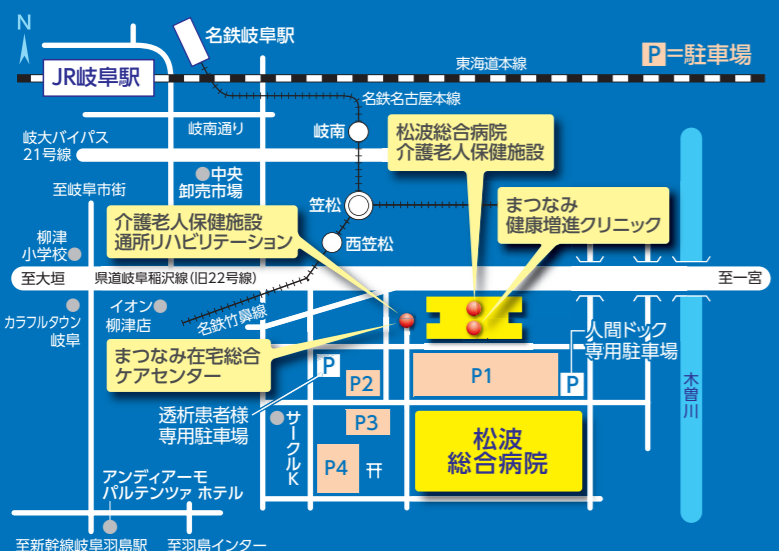 N
名鉄岐阜駅
P=駐車場
JR岐阜駅
東海道本線
名鉄名古屋本線
岐南通り
岐南
岐大バイパス
21号線
松波総合病院
介護老人保健施設
中央
卸売市場
至岐阜市街
笠松
まつなみ
健康増進クリニック
介護老人保健施設
通所リハビリテーション
西笠松
柳津
小学校
至大垣
県道岐阜稲沢線(旧22号線)
至一宮
カラフルタウン
岐阜
イオン
柳津店
名鉄竹鼻線
まつなみ在宅総合
ケアセンター
人間ドック
専用駐車場
P
P1
P
P2
木曽川
透析患者様
専用駐車場
サークルK
P3
松波
総合病院
P4
アンディアーモ
パルテンツァ ホテル
至新幹線岐阜羽島駅
至羽島インター